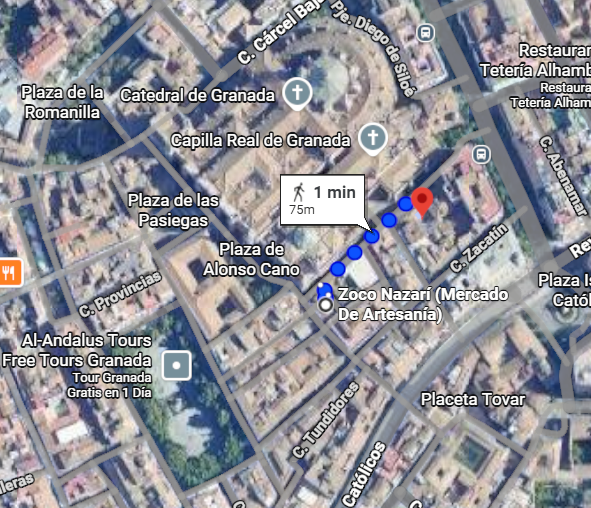 C. Cárcel Baja
Pje. Diego de Siloé
Restaurar
Tetería Alhamb
Restaura
Tetería Alham
Plaza de la
Romanilla
Catedral de Granada
Capilla Real de Granada
C. Abenamar
1 min
75m
Plaza de las
Pasiegas
Plaza de
Alonso Cano
C. Zacatín
Re
C. Provincias
Zoco Nazarí (Mercado
De Artesanía)
Plaza Is
Catól
Al-Andalus Tours
Free Tours Granada
Tour Granada
Gratis en 1 Día
Placeta Tovar
C. Tundidores
Católicos
lleras